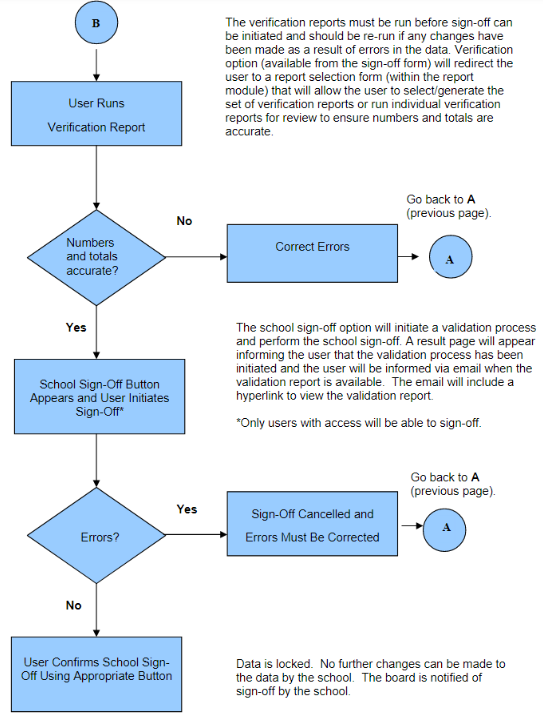 B
The verification reports must be run before sign-off can
be initiated and should be re-run if any changes have
been made as a result of errors in the data. Verification
option (available from the sign-off form) will redirect the
user to a report selection form (within the report
module) that will allow the user to select/generate the
set of verification reports or run individual verification
reports for review to ensure numbers and totals are
accurate.
User Runs
Verification Report
Numbers
and totals
accurate?
No
Correct Errors
Go back to A
(previous page).
A
Yes
The school sign-off option will initiate a validation process
and perform the school sign-off. A result page will appear
informing the user that the validation process has been
initiated and the user will be informed via email when the
validation report is available.  The email will include a
hyperlink to view the validation report.
*Only users with access will be able to sign-off.
School Sign-Off Button
Appears and User Initiates
Sign-Off*
Errors?
Yes
Sign-Off Cancelled and
Errors Must Be Corrected
Go back to A
(previous page).
A
No
User Confirms School Sign-
Off Using Appropriate Button
Data is locked.  No further changes can be made to
the data by the school.  The board is notified of
sign-off by the school.